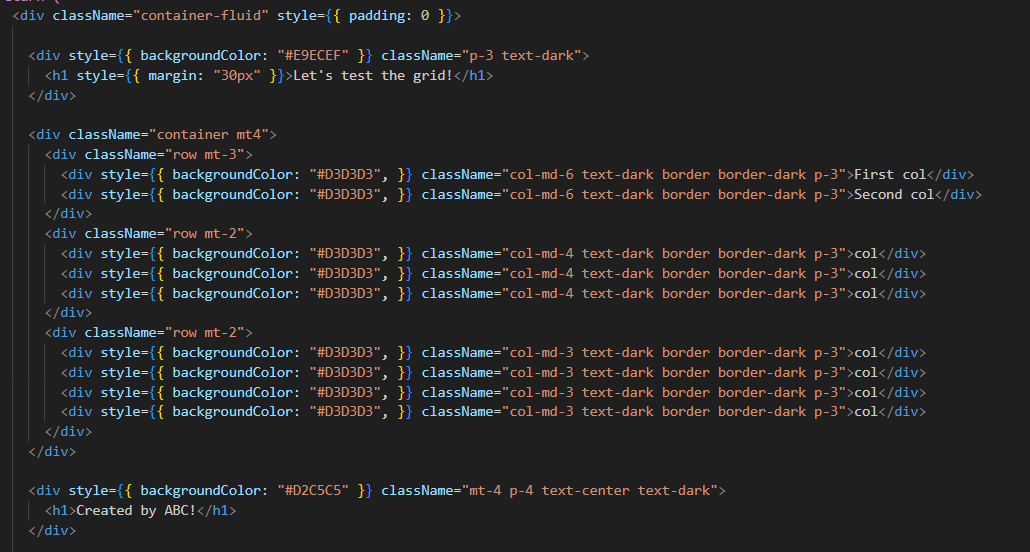 <div className="container-fluid" style={{ padding: 0 }}>
<div style={{ backgroundColor: "#E9ECEF" }} className="p-3 text-dark">
<h1 style={{ margin: "30px" }}>Let's test the grid!</h1>
</div>
<div className="container mt4">
<div className="row mt-3">
<div style={{ backgroundColor: "#D3D3D3", }} className="col-md-6 text-dark border border-dark p-3">First col</div>
<div style={{ backgroundColor: "#D3D3D3", }} className="col-md-6 text-dark border border-dark p-3">Second col</div>
</div>
<div className="row mt-2">
<div style={{ backgroundColor: "#D3D3D3", }} className="col-md-4 text-dark border border-dark p-3">col</div>
<div style={{ backgroundColor: "#D3D3D3", }} className="col-md-4 text-dark border border-dark p-3">col</div>
<div style={{ backgroundColor: "#D3D3D3", }} className="col-md-4 text-dark border border-dark p-3">col</div>
</div>
<div className="row mt-2">
<div style={{ backgroundColor: "#D3D3D3", }} className="col-md-3 text-dark border border-dark p-3">col</div>
<div style={{ backgroundColor: "#D3D3D3", }} className="col-md-3 text-dark border border-dark p-3">col</div>
<div style={{ backgroundColor: "#D3D3D3", }} className="col-md-3 text-dark border border-dark p-3">col</div>
<div style={{ backgroundColor: "#D3D3D3", }} className="col-md-3 text-dark border border-dark p-3">col</div>
</div>
</div>
<div style={{ backgroundColor: "#D2C5C5" }} className="mt-4 p-4 text-center text-dark">
<h1>Created by ABC!</h1>
</div>